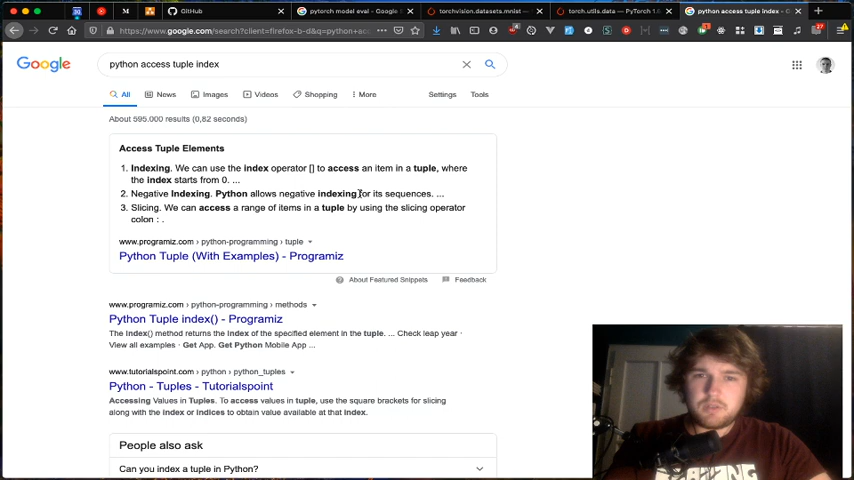 GitHub
pytorch model eval - Google S
torchvision.datasets.mnist
torch.utils.data — PyTorch 1.
python access tuple index - G
https://www.google.com/search?client=firefox-b-d&q=python+acc
Google
python access tuple index
All
News
Images
Videos
Shopping
More
Settings
Tools
About 595.000 results (0,82 seconds)
Access Tuple Elements
1. Indexing. We can use the index operator [] to access an item in a tuple, where
the index starts from 0. ...
2. Negative Indexing. Python allows negative indexing for its sequences. ...
3. Slicing. We can access a range of items in a tuple by using the slicing operator
colon : .
www.programiz.com › python-programming › tuple
Python Tuple (With Examples) - Programiz
About Featured Snippets
Feedback
www.programiz.com › python-programming › methods
Python Tuple index() - Programiz
The Index() method returns the index of the specified element in the tuple. ... Check leap year ·
View all examples · Get App. Get Python Mobile App ...
www.tutorialspoint.com › python › python_tuples
Python - Tuples - Tutorialspoint
Accessing Values in Tuples. To access values in tuple, use the square brackets for slicing
along with the index or indices to obtain value available at that index.
People also ask
Can you index a tuple in Python?